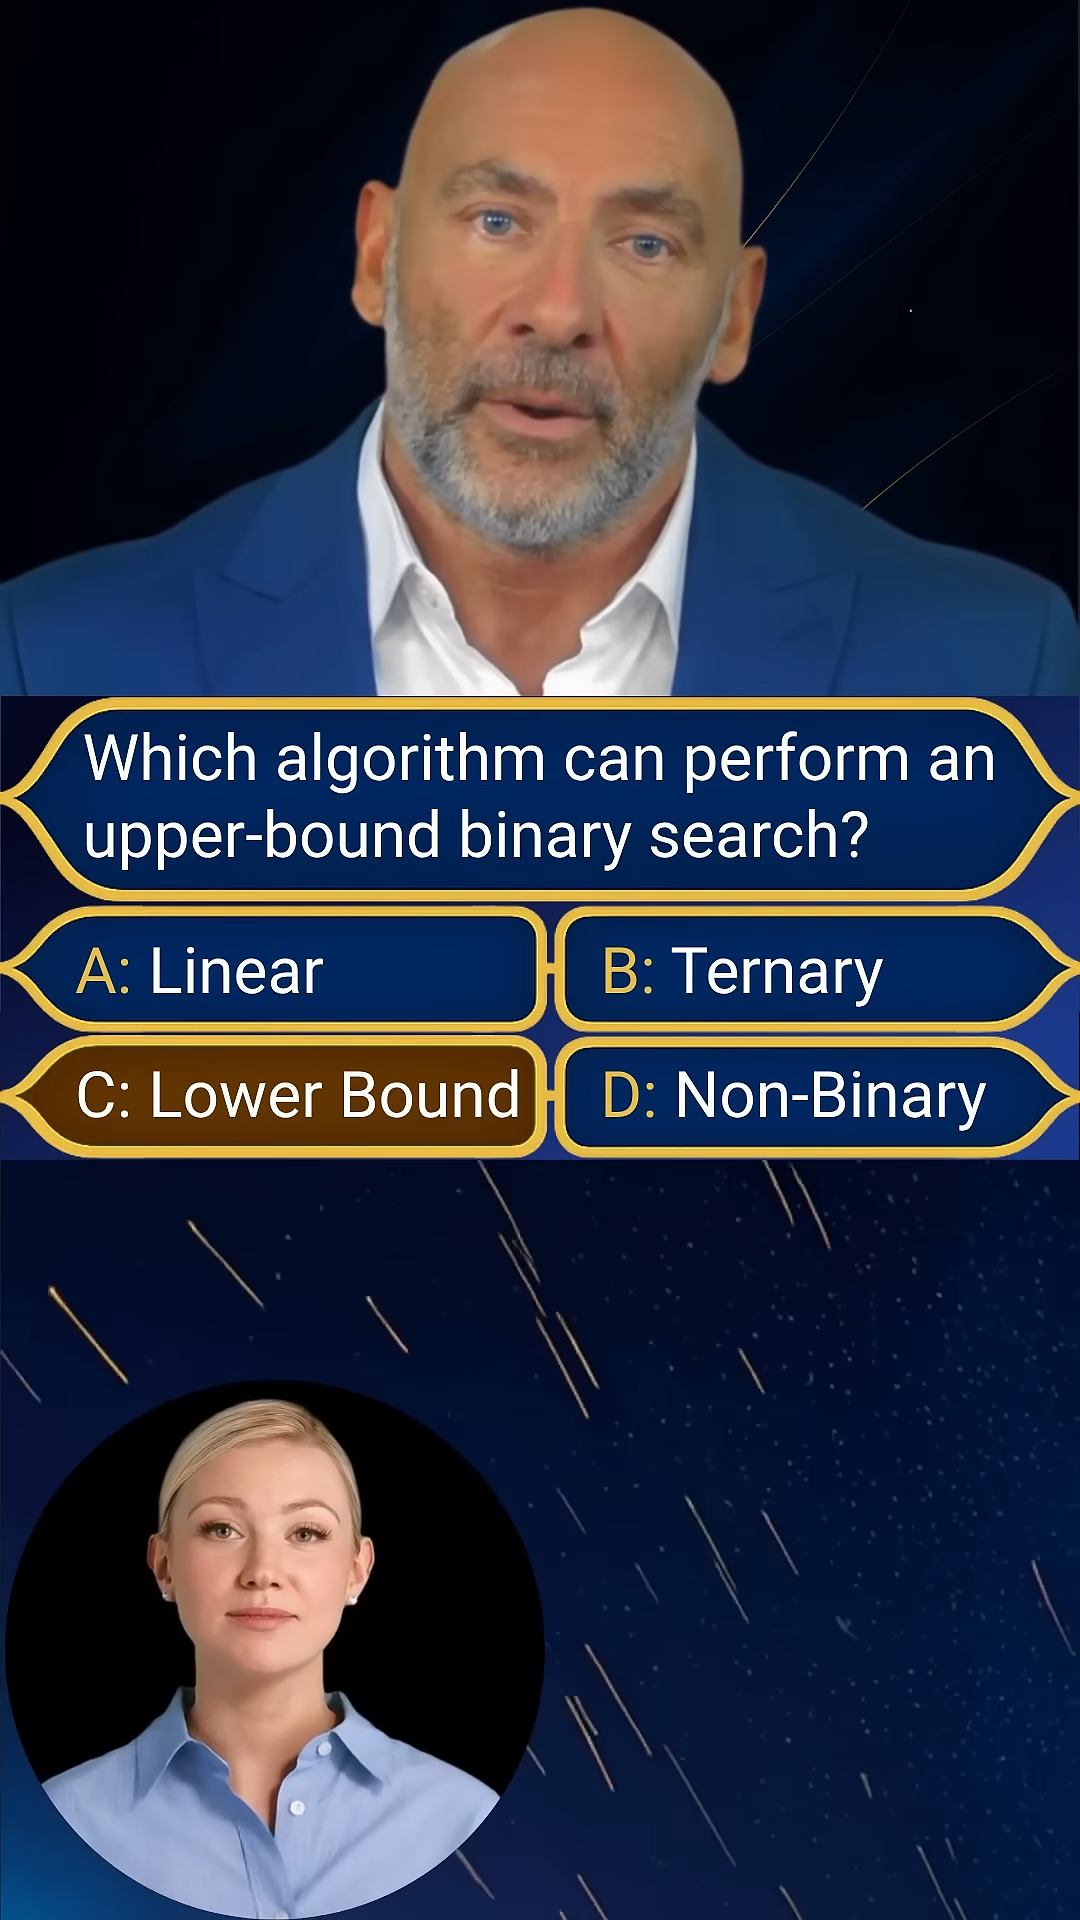 Which algorithm can perform an
upper-bound binary search?
A: Linear
B: Ternary
C: Lower Bound
D: Non-Binary